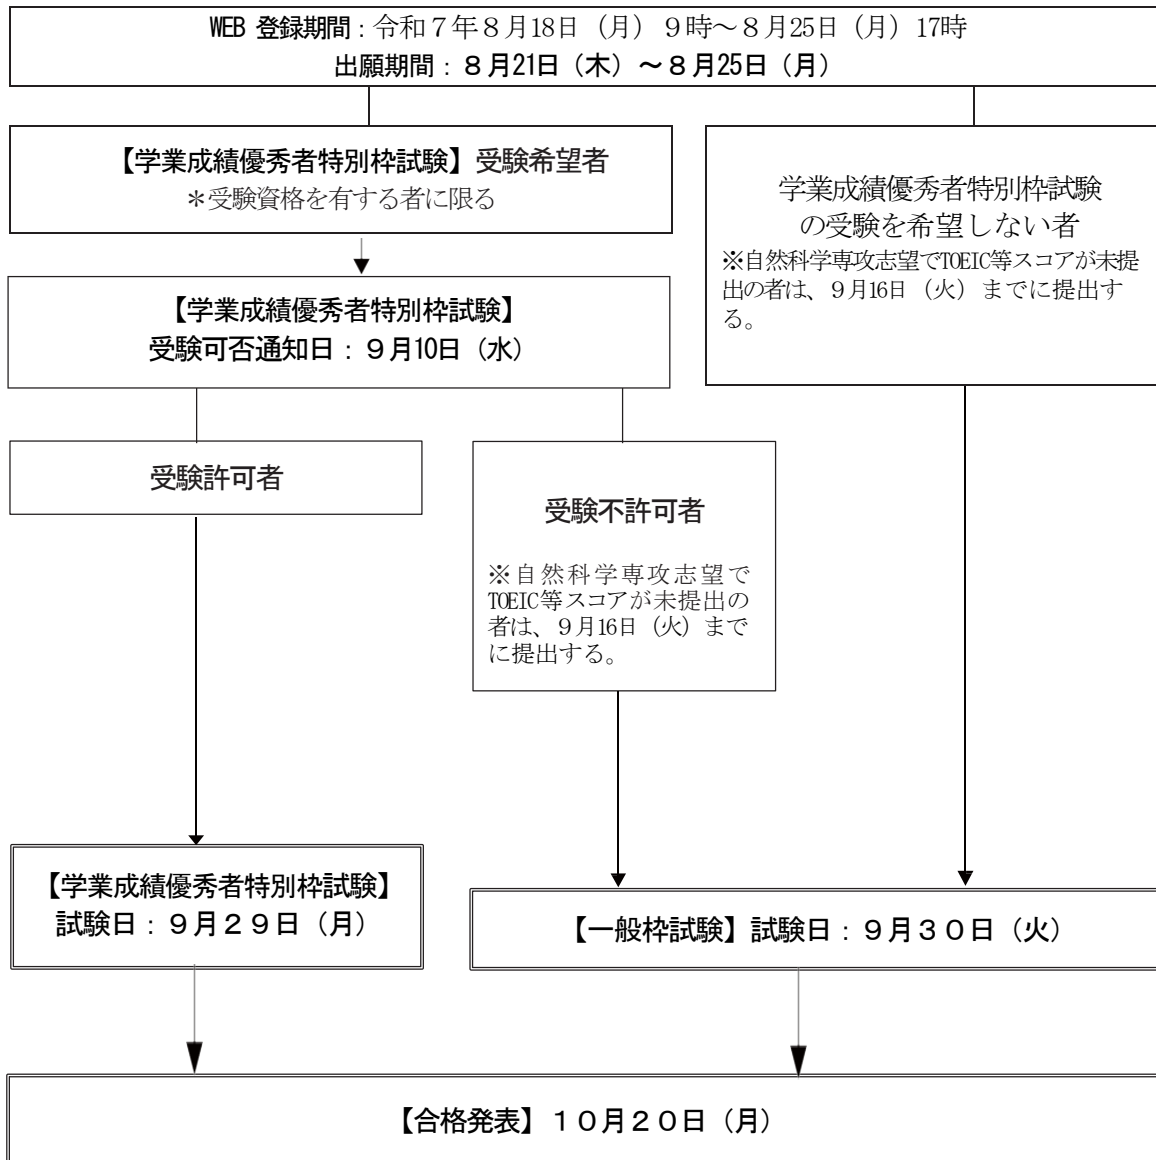 WEB 登録期間：令和７年８月18日（月）９時～８月25日（月）17時
出願期間：８月21日（木）～８月25日（月）
【学業成績優秀者特別枠試験】受験希望者
＊受験資格を有する者に限る
学業成績優秀者特別枠試験
の受験を希望しない者
※自然科学専攻志望でTOEIC等スコアが未提
出の者は、９月16日（火）までに提出す
る。
【学業成績優秀者特別枠試験】
受験可否通知日：９月10日（水）
受験許可者
受験不許可者
※自然科学専攻志望で
TOEIC等スコアが未提出の
者は、９月16日（火）まで
に提出する。
【学業成績優秀者特別枠試験】
試験日：９月２９日（月）
【一般枠試験】試験日：９月３０日（火）
【合格発表】１０月２０日（月）